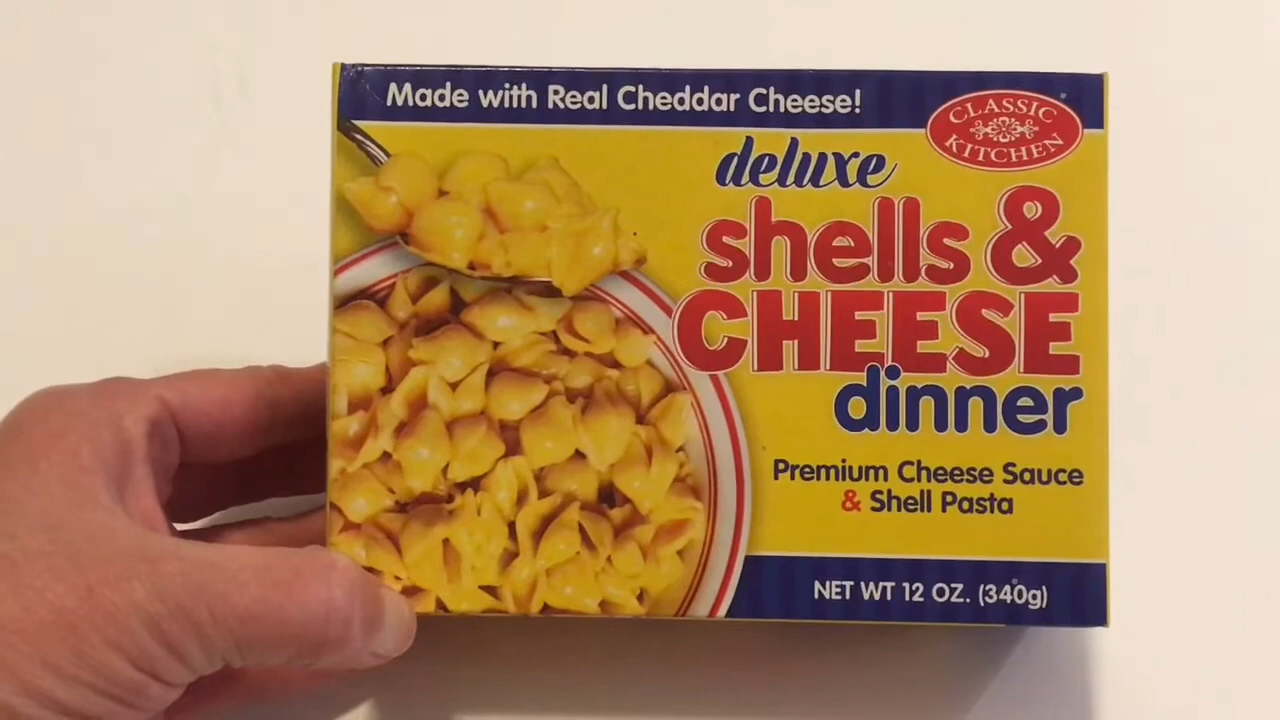 Made with Real Cheddar Cheese!
CLASSIC
KITCHEN
deluxe
shells &
CHEESE
dinner
Premium Cheese Sauce
& Shell Pasta
NET WT 12 OZ. (340g)